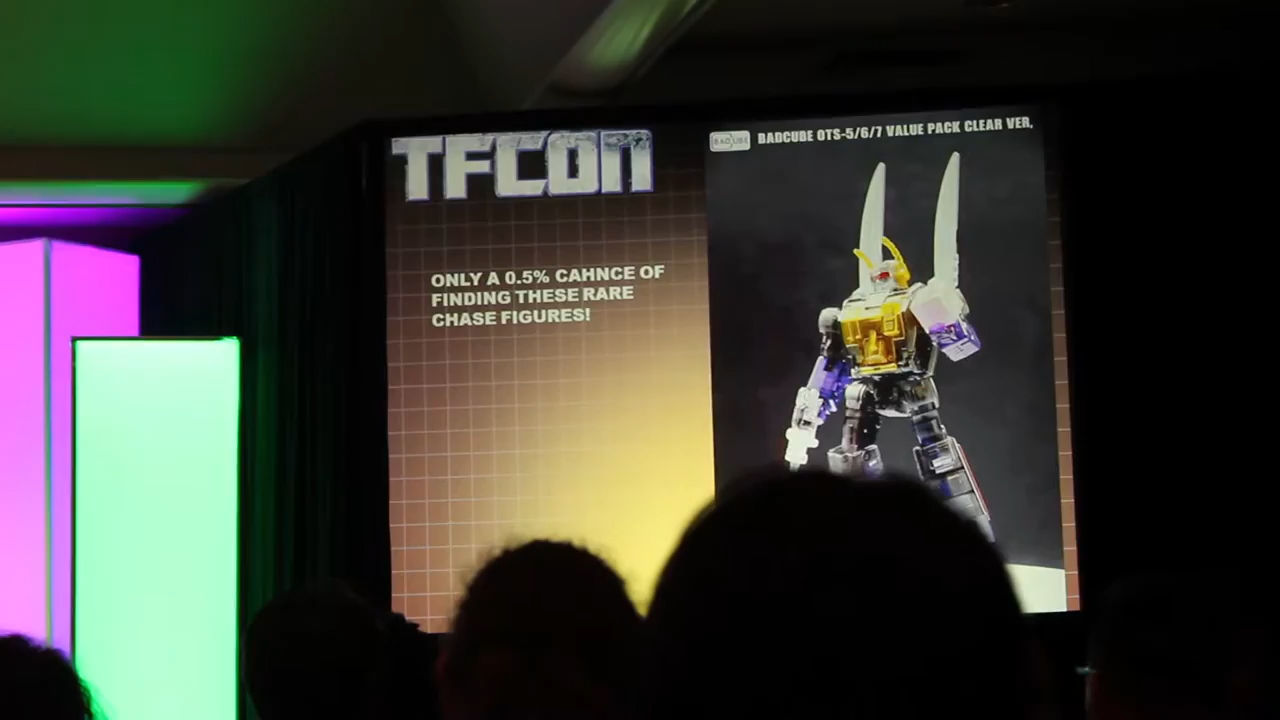 TFCON
BADCUBE
BADCUBE OTS-5/6/7 VALUE PACK CLEAR VER,
ONLY A 0.5% CAHNCE OF
FINDING THESE RARE
CHASE FIGURES!